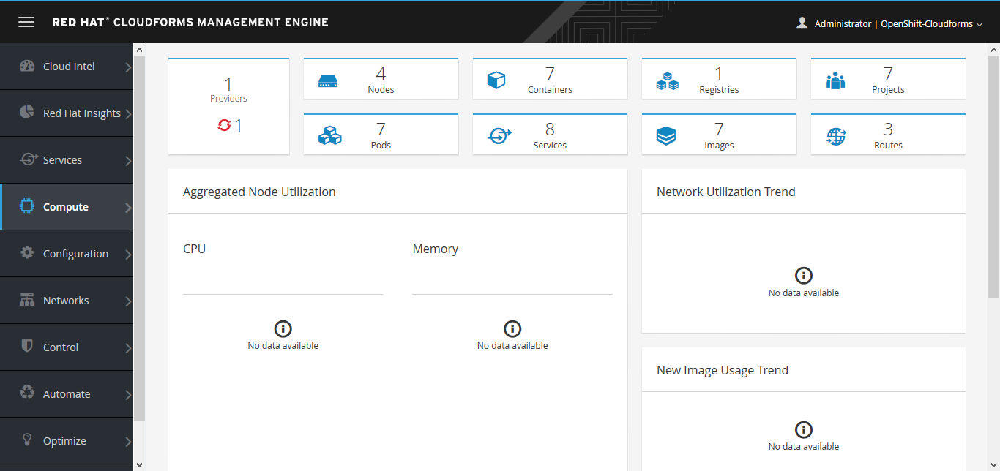 RED HAT® CLOUDFORMS MANAGEMENT ENGINE
Administrator | OpenShift-Cloudforms
Cloud Intel
Red Hat Insights
Services
Compute
Configuration
Networks
Control
Automate
Optimize
1
Providers
1
4
Nodes
7
Containers
1
Registries
7
Projects
7
Pods
8
Services
7
Images
3
Routes
Aggregated Node Utilization
CPU
Memory
No data available
No data available
Network Utilization Trend
No data available
New Image Usage Trend
No data available